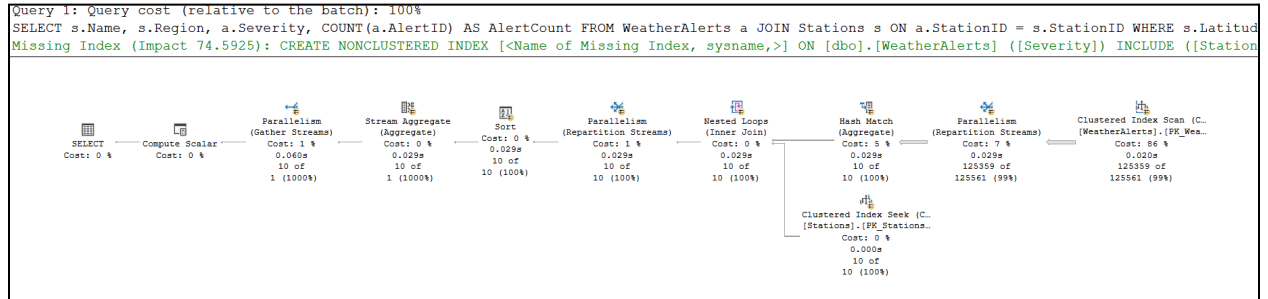 Query 1: Query cost (relative to the batch): 100%
SELECT s.Name, s.Region, a.Severity, COUNT(a.AlertID) AS AlertCount FROM WeatherAlerts a JOIN Stations s ON a.StationID = s.StationID WHERE s.Latitud
Missing Index (Impact 74.5925): CREATE NONCLUSTERED INDEX [<Name of Missing Index, sysname,>] ON [dbo].[WeatherAlerts] ([Severity]) INCLUDE ([Station
SELECT
Cost: 0 %
Compute Scalar
Cost: 0 %
Parallelism
(Gather Streams)
Cost: 1 %
0.060s
10 of
1 (1000%)
Stream Aggregate
(Aggregate)
Cost: 0 %
0.029s
10 of
1 (1000%)
Sort
Cost: 0 %
0.029s
10 of
10 (100%)
Parallelism
(Repartition Streams)
Cost: 1 %
0.029s
10 of
10 (100%)
Nested Loops
(Inner Join)
Cost: 0 %
0.029s
10 of
10 (100%)
Hash Match
(Aggregate)
Cost: 5 %
0.029s
10 of
10 (100%)
Parallelism
(Repartition Streams)
Cost: 7 %
0.029s
125359 of
125561 (99%)
Clustered Index Scan (C…
[WeatherAlerts].[PK_Wea…
Cost: 86 %
0.020s
125359 of
125561 (99%)
Clustered Index Seek (C…
[Stations].[PK_Stations…
Cost: 0 %
0.000s
10 of
10 (100%)